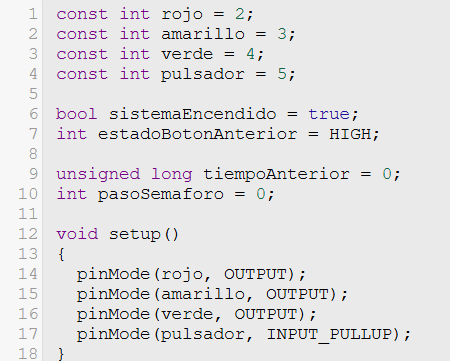 1 const int rojo = 2;
2 const int amarillo = 3;
3 const int verde = 4;
4 const int pulsador = 5;
5
6 bool sistemaEncendido = true;
7 int estadoBotonAnterior = HIGH;
8
9 unsigned long tiempoAnterior = 0;
10 int pasoSemaforo = 0;
11
12 void setup()
13 {
14   pinMode(rojo, OUTPUT);
15   pinMode(amarillo, OUTPUT);
16   pinMode(verde, OUTPUT);
17   pinMode(pulsador, INPUT_PULLUP);
18 }